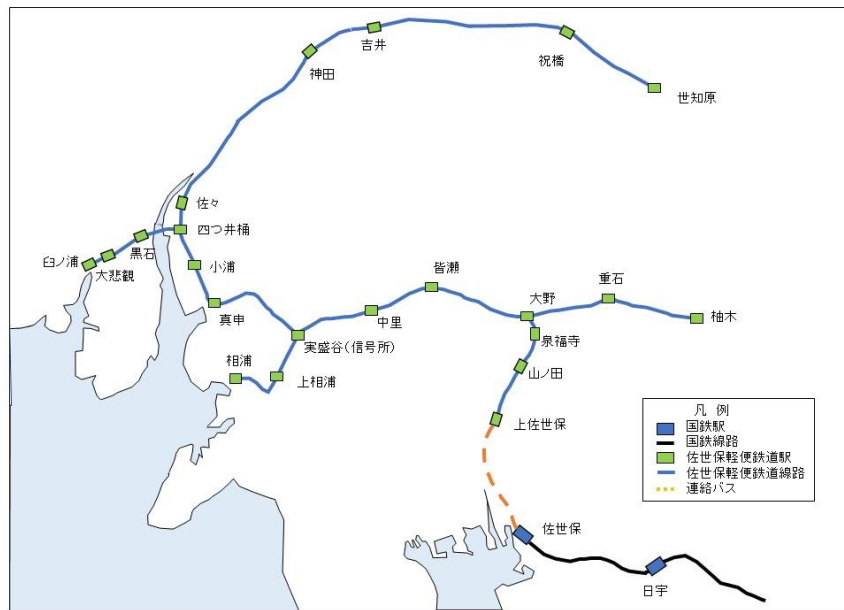 吉井
祝橋
神田
世知原
佐々
四つ井桶
黒石
臼ノ浦
大悲観
小浦
皆瀬
重石
大野
真申
中里
柚木
泉福寺
実盛谷(信号所)
相浦
上相浦
山ノ田
上佐世保
凡 例
国鉄駅
国鉄線路
佐世保軽便鉄道駅
佐世保軽便鉄道線路
連絡バス
佐世保
日宇